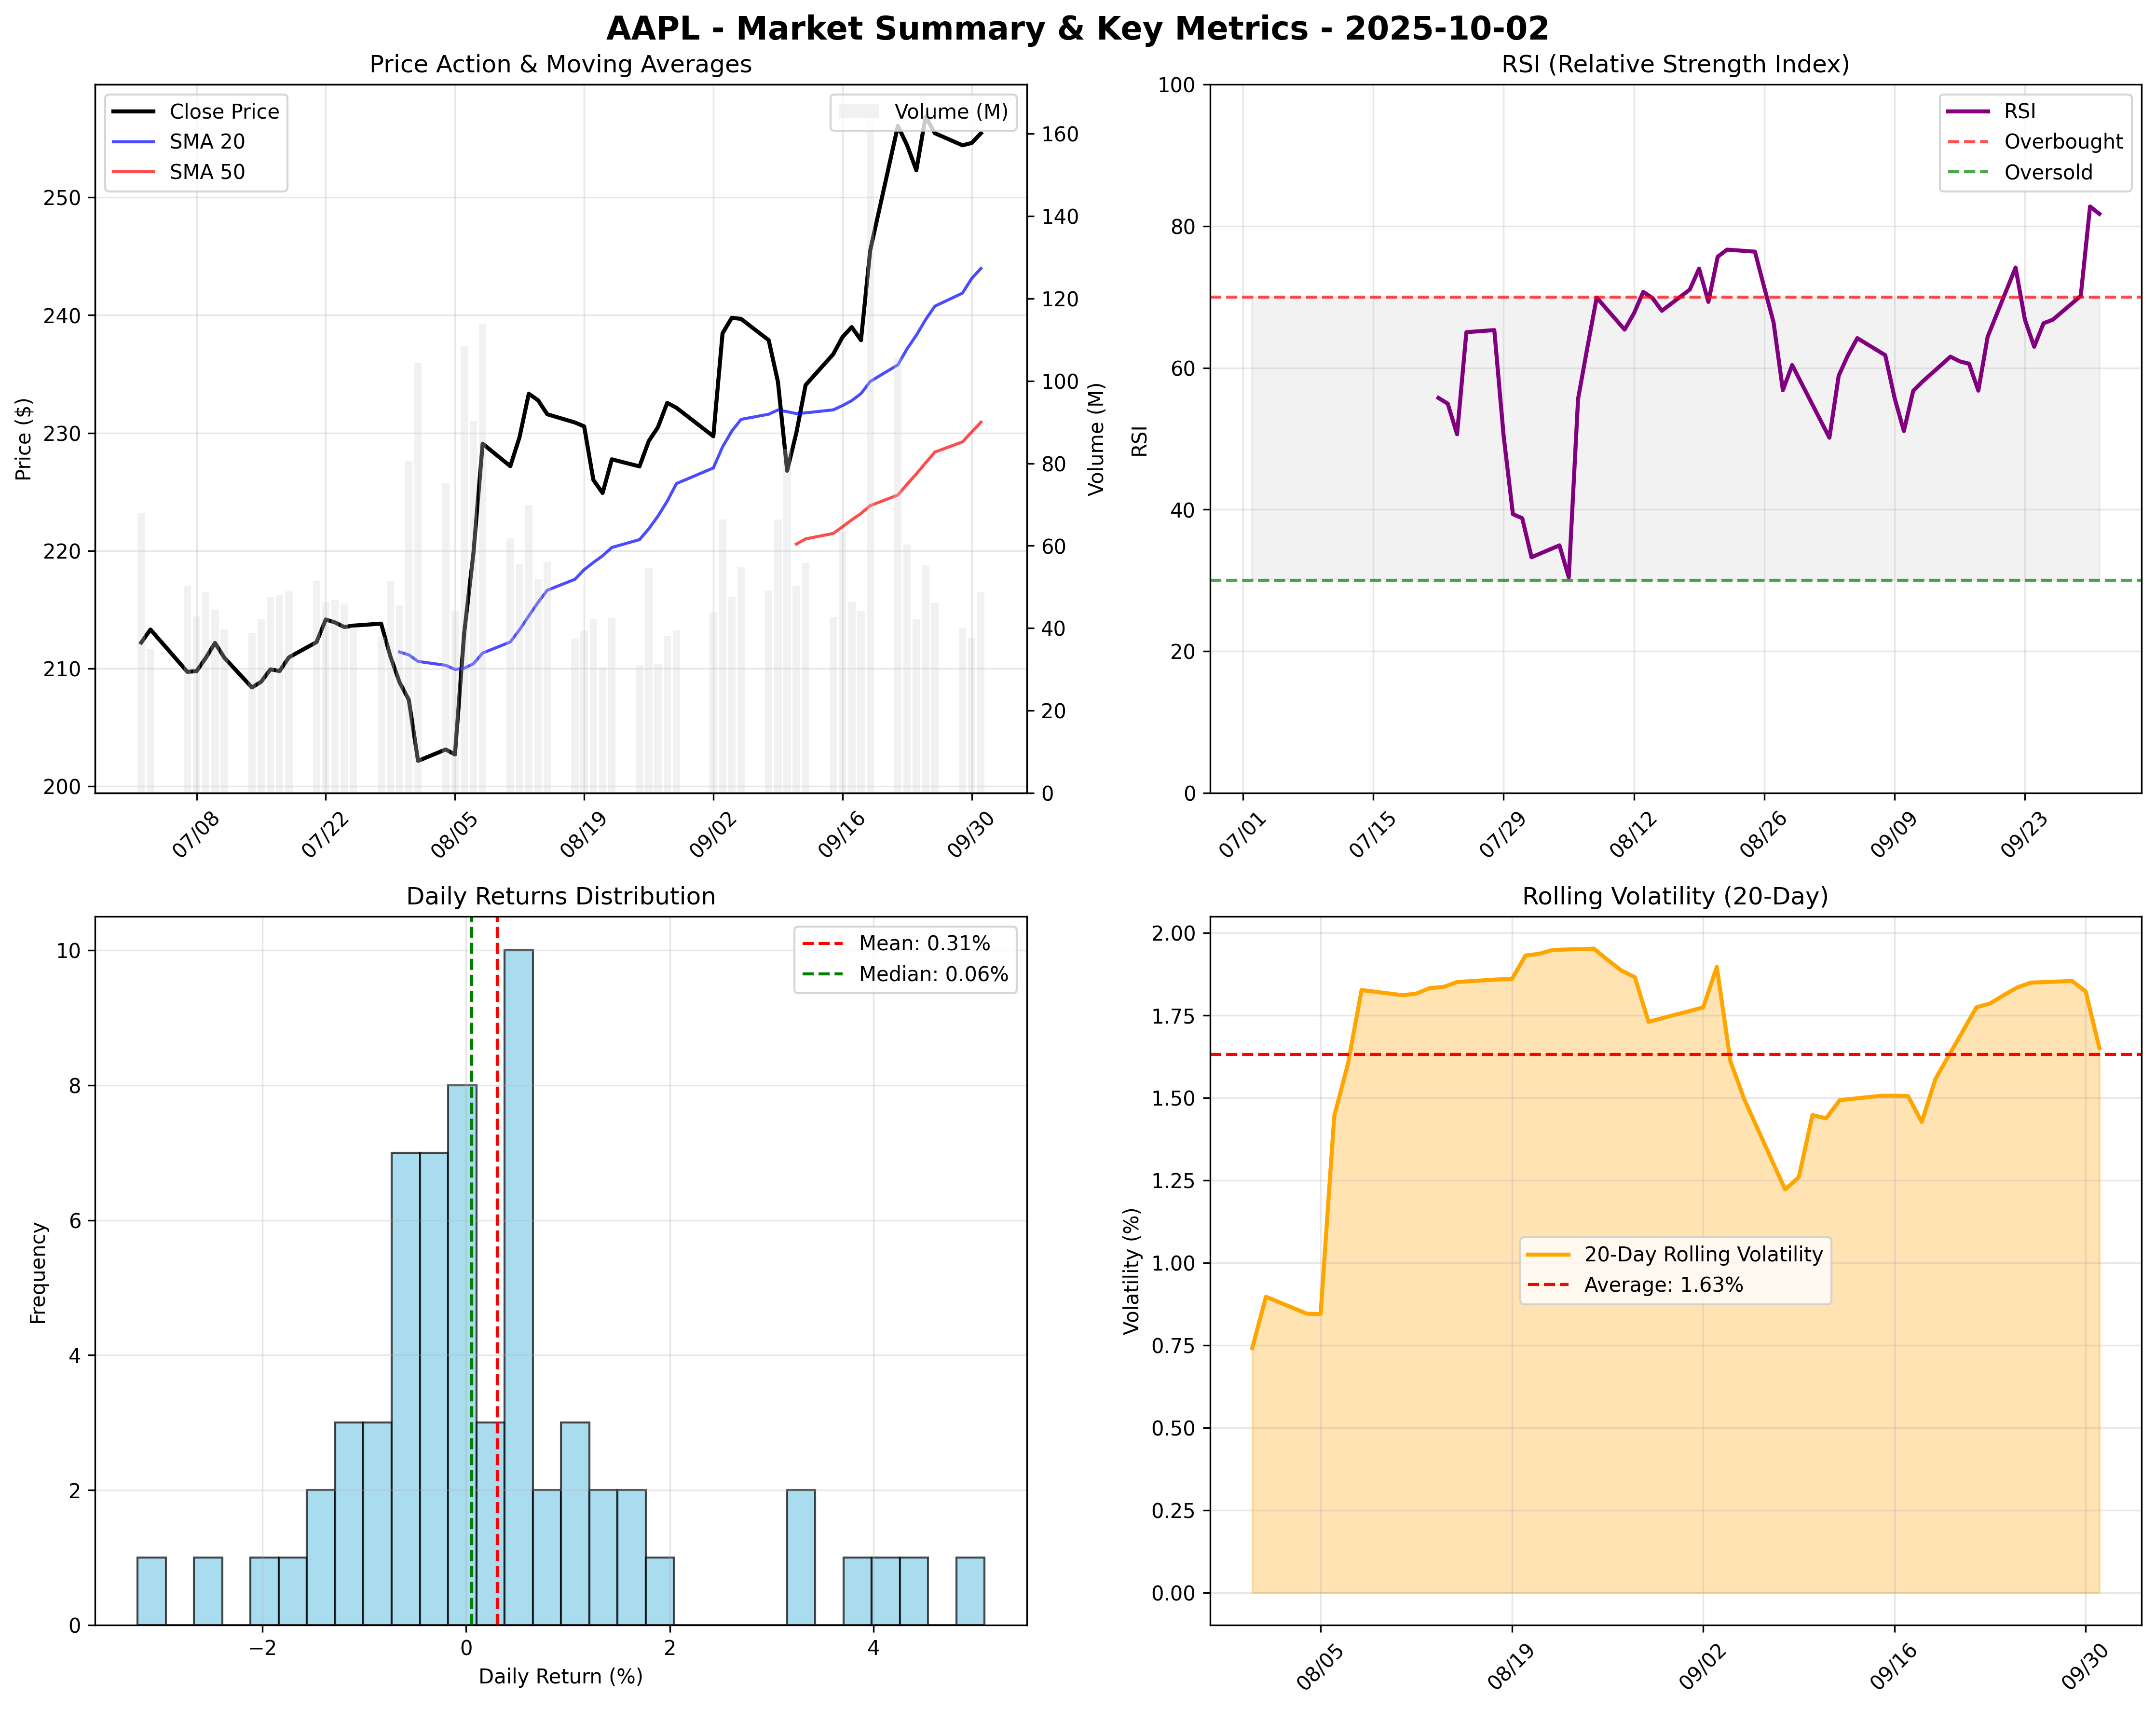 AAPL - Market Summary & Key Metrics - 2025-10-02
Price Action & Moving Averages
Close Price
SMA 20
SMA 50
Volume (M)
Price ($)
250
240
230
220
210
200
160
140
120
100
80
60
40
20
0
Volume (M)
07/08
07/22
08/05
08/19
09/02
09/16
09/30
RSI (Relative Strength Index)
RSI
Overbought
Oversold
RSI
100
80
60
40
20
0
07/01
07/15
07/29
08/12
08/26
09/09
09/23
Daily Returns Distribution
Mean: 0.31%
Median: 0.06%
Frequency
10
8
6
4
2
0
−2
0
2
4
Daily Return (%)
Rolling Volatility (20-Day)
20-Day Rolling Volatility
Average: 1.63%
Volatility (%)
2.00
1.75
1.50
1.25
1.00
0.75
0.50
0.25
0.00
08/05
08/19
09/02
09/16
09/30